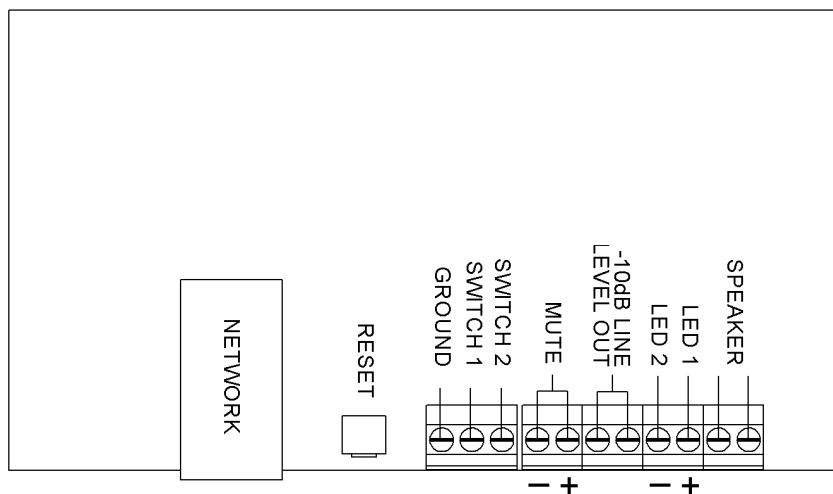 NETWORK
RESET
GROUND
SWITCH 1
SWITCH 2
MUTE
-10dB LINE
LEVEL OUT
LED 2
LED 1
SPEAKER
- +
- +